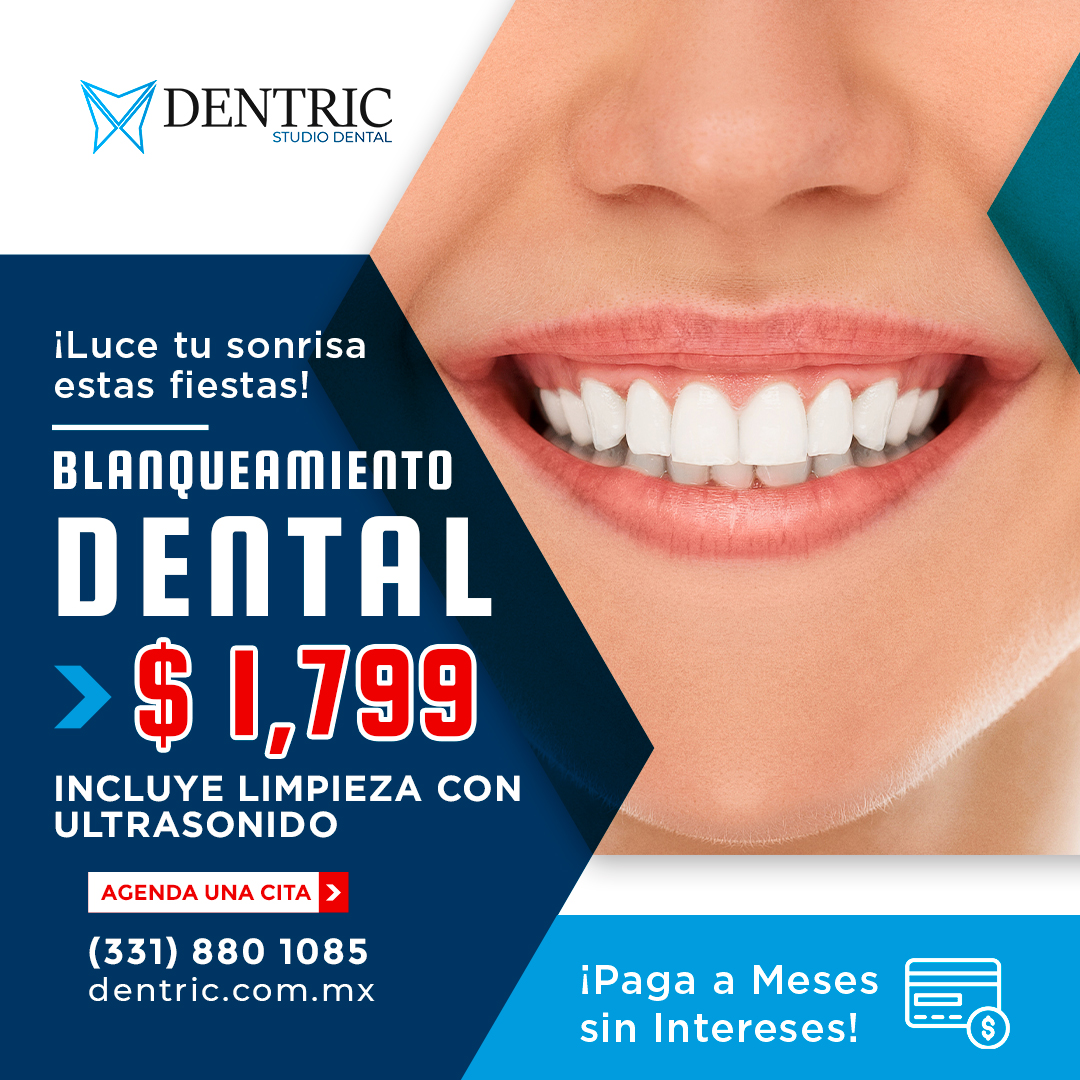 DENTRIC
STUDIO DENTAL
¡Luce tu sonrisa
estas fiestas!
BLANQUEAMIENTO
DENTAL
$ 1,799
INCLUYE LIMPIEZA CON
ULTRASONIDO
AGENDA UNA CITA
(331) 880 1085
dentric.com.mx
¡Paga a Meses
sin Intereses!
$